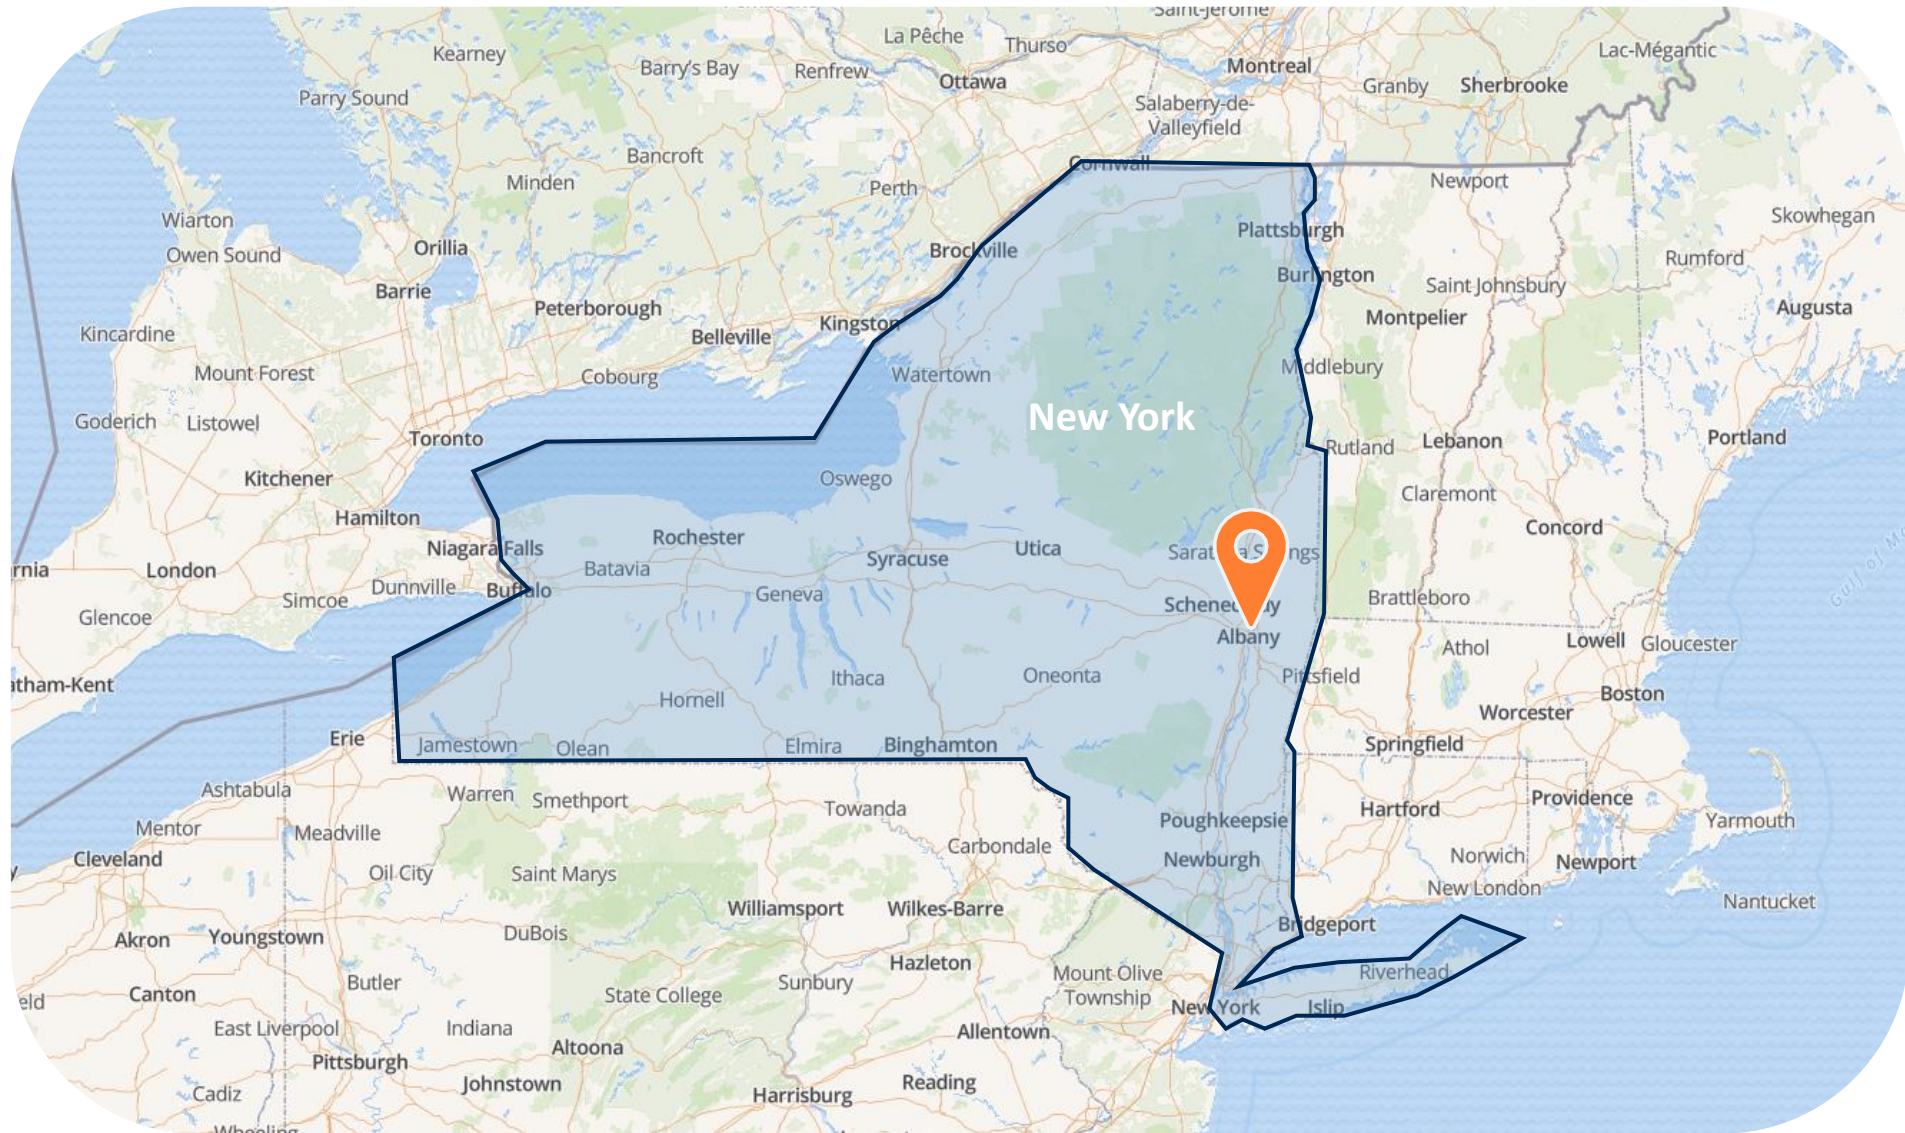 Saint-Jérôme
La Pêche
Thurso
Kearney
Barry's Bay
Renfrew
Ottawa
Montreal
Granby
Sherbrooke
Lac-Mégantic
Parry Sound
Salaberry-de-
Valleyfield
Bancroft
Cornwall
Minden
Perth
Newport
Wiarton
Skowhegan
Owen Sound
Orillia
Brockville
Plattsburgh
Rumford
Barrie
Burlington
Saint Johnsbury
Peterborough
Kingston
Montpelier
Augusta
Kincardine
Belleville
Mount Forest
Cobourg
Watertown
Middlebury
Goderich
Listowel
New York
Toronto
Rutland
Lebanon
Portland
Kitchener
Oswego
Claremont
Hamilton
Concord
Niagara Falls
Rochester
Syracuse
Utica
London
Batavia
Dunnville
Buffalo
Geneva
Simcoe
Brattleboro
Glencoe
Albany
Athol
Lowell
Gloucester
atham-Kent
Hornell
Ithaca
Oneonta
Pittsfield
Boston
Worcester
Erie
Jamestown
Olean
Elmira
Binghamton
Springfield
Ashtabula
Warren
Smethport
Towanda
Hartford
Providence
Mentor
Meadville
Poughkeepsie
Yarmouth
Cleveland
Oil City
Saint Marys
Carbondale
Newburgh
Norwich
Newport
New London
Williamsport
Wilkes-Barre
Nantucket
Akron
Youngstown
DuBois
Bridgeport
Hazleton
Mount Olive
Township
Riverhead
Canton
Butler
State College
Sunbury
New York
Islip
East Liverpool
Indiana
Allentown
Pittsburgh
Altoona
Johnstown
Reading
Cadiz
Harrisburg
Wheeling